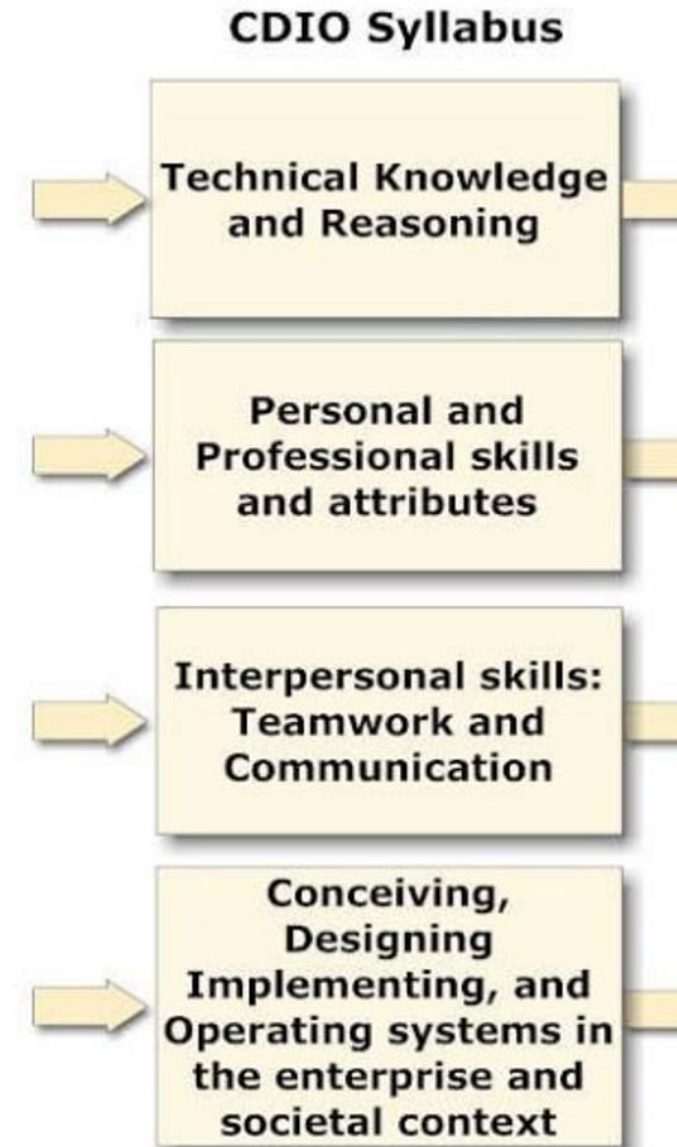 CDIO Syllabus
Technical Knowledge
and Reasoning
Personal and
Professional skills
and attributes
Interpersonal skills:
Teamwork and
Communication
Conceiving,
Designing
Implementing, and
Operating systems in
the enterprise and
societal context